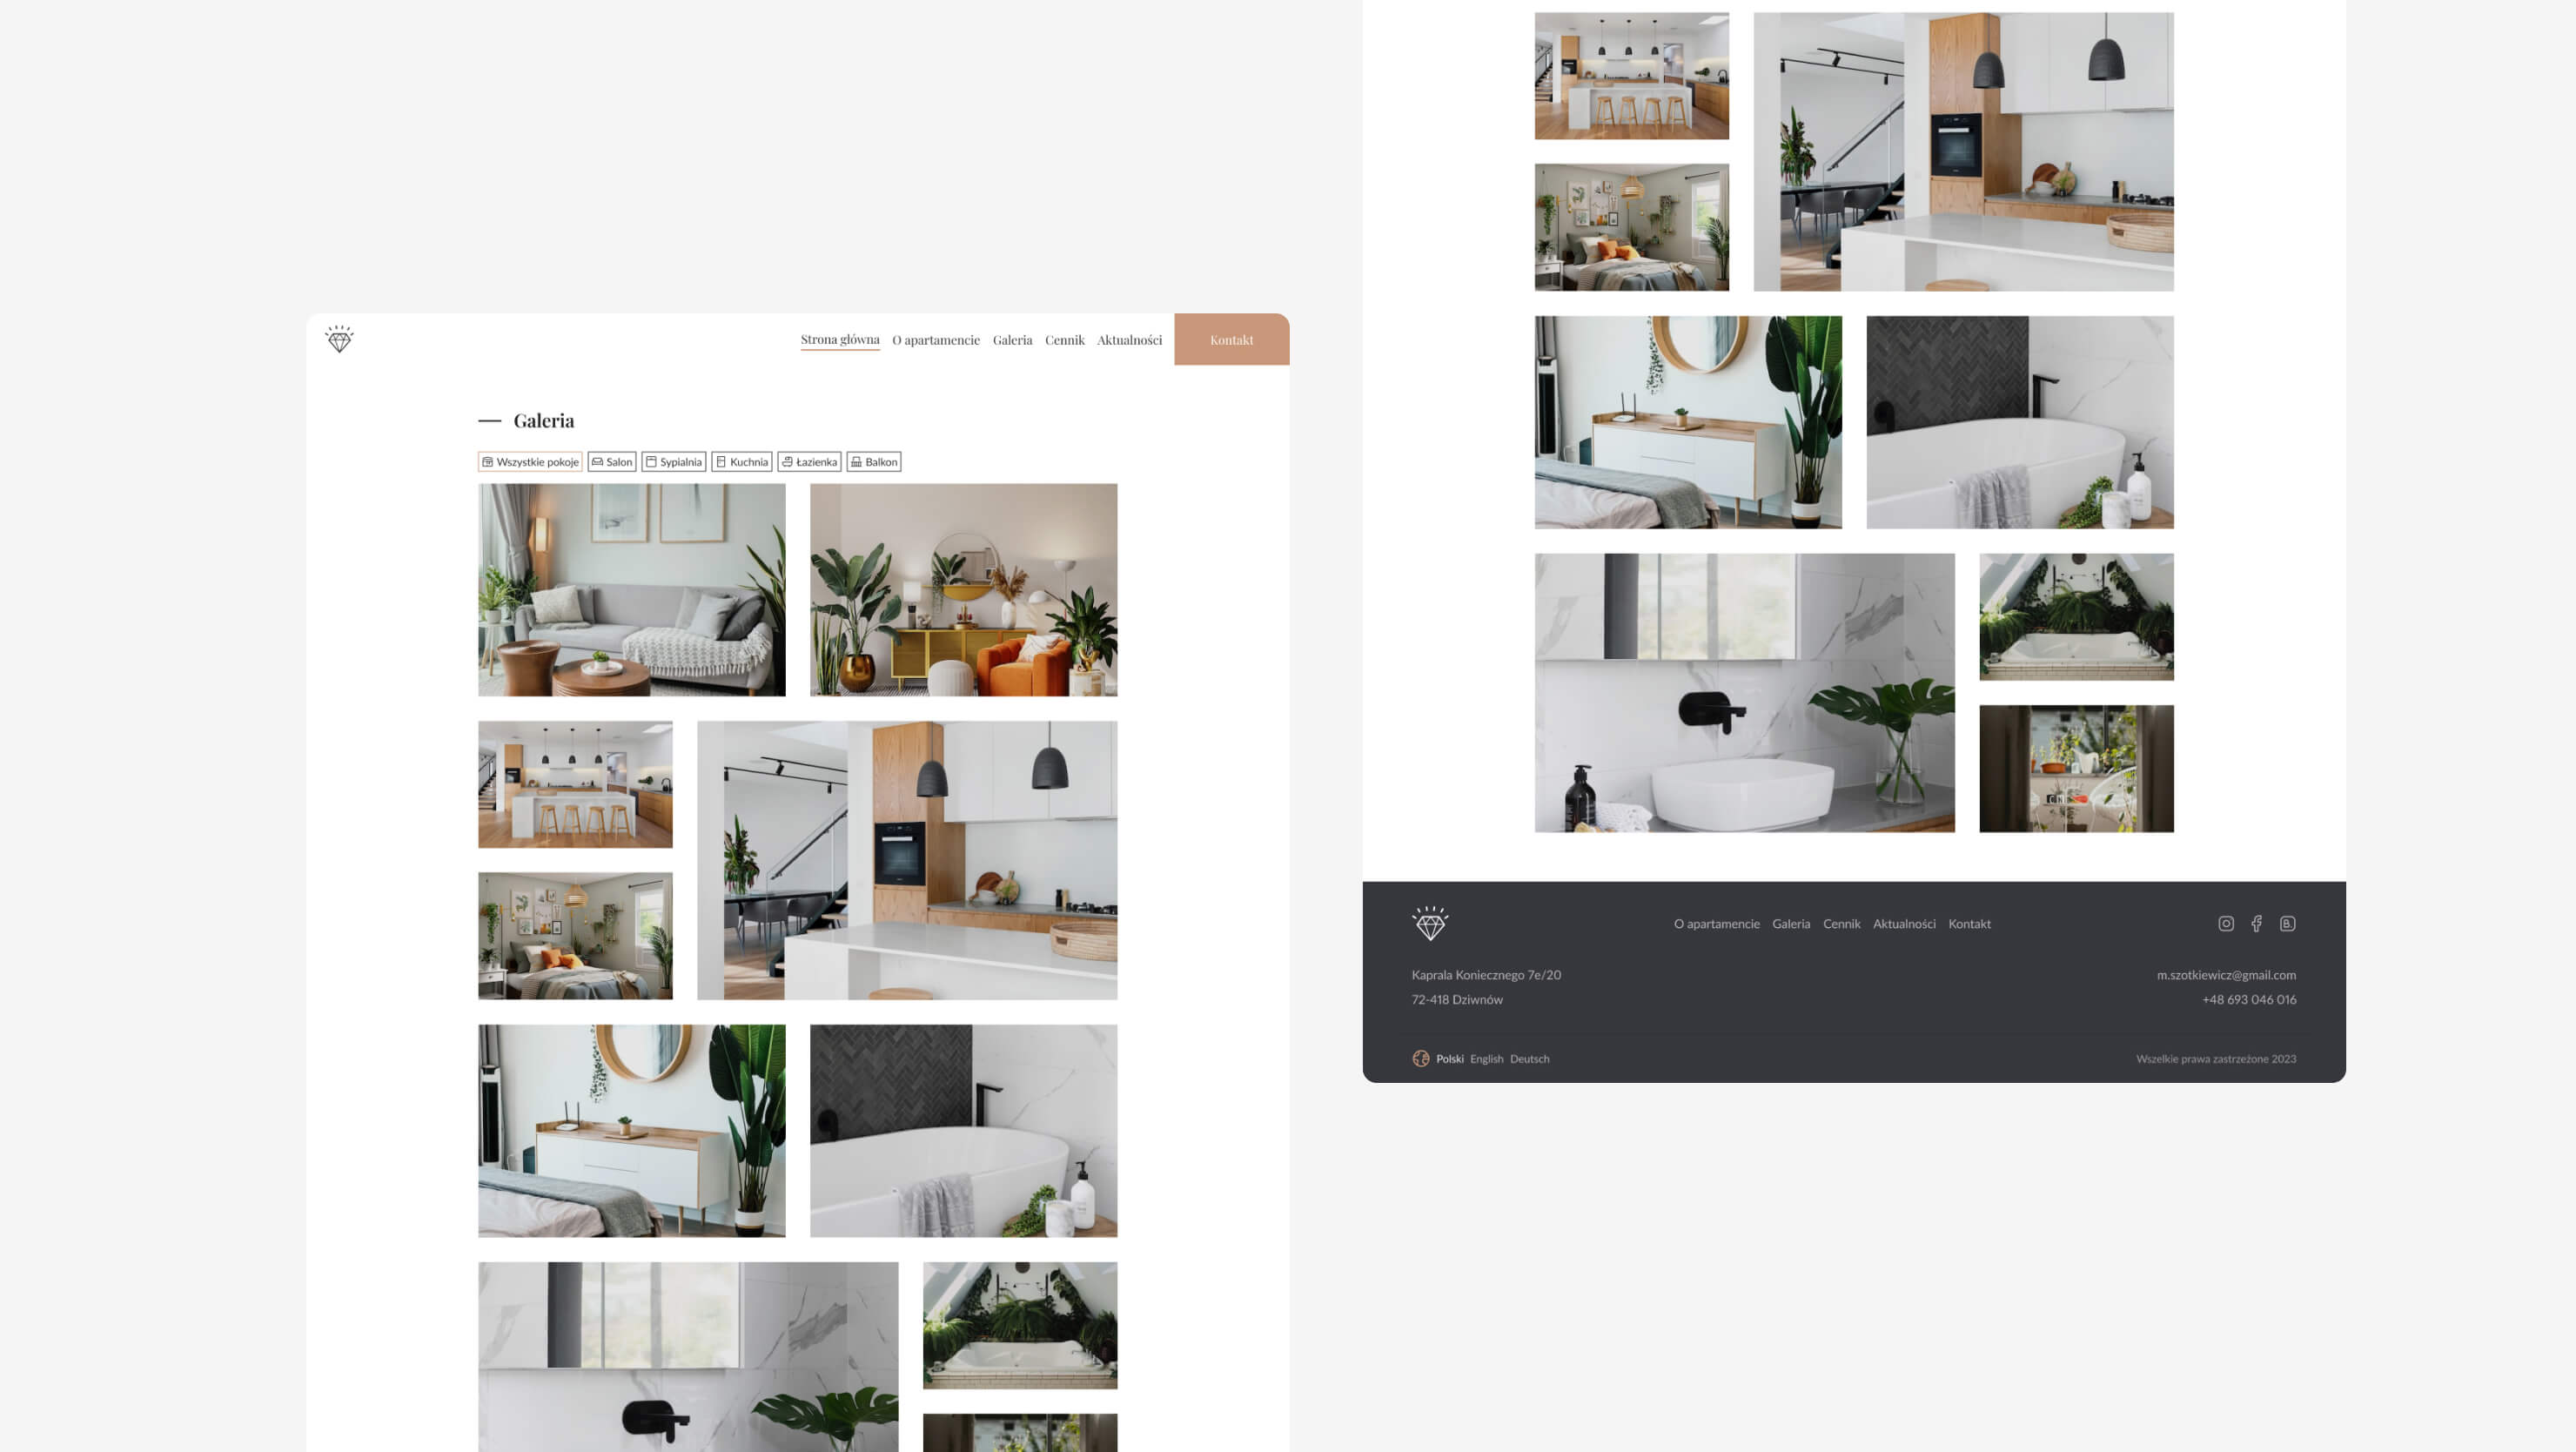 Strona główna O apartamencie Galeria Cennik Aktualności Kontakt
Galeria
Wszystkie pokoje Salon Sypialnia Kuchnia Łazienka Balkon
O apartamencie Galeria Cennik Aktualności Kontakt
Kaprala Koniecznego 7e/20
72-418 Dziwnów
m.szotkiewicz@gmail.com
+48 693 046 016
Polski English Deutsch
Wszelkie prawa zastrzeżone 2023